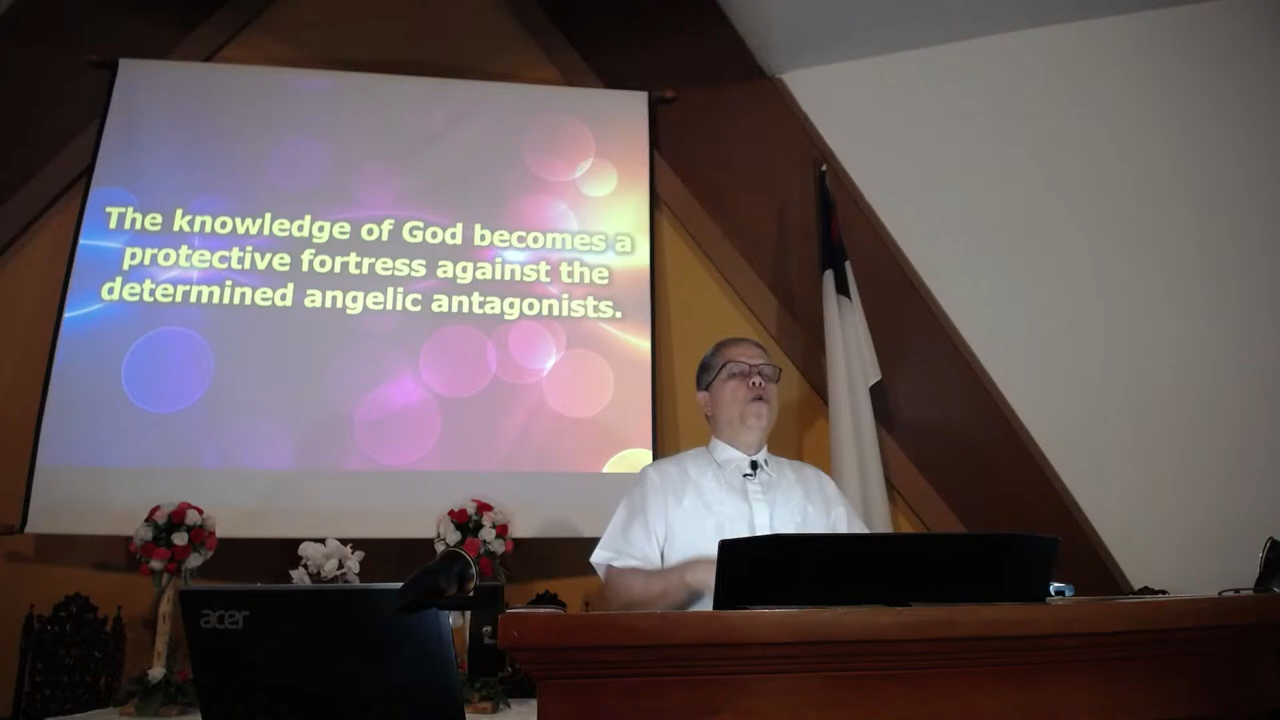 The knowledge of God becomes a
protective fortress against the
determined angelic antagonists.
acer